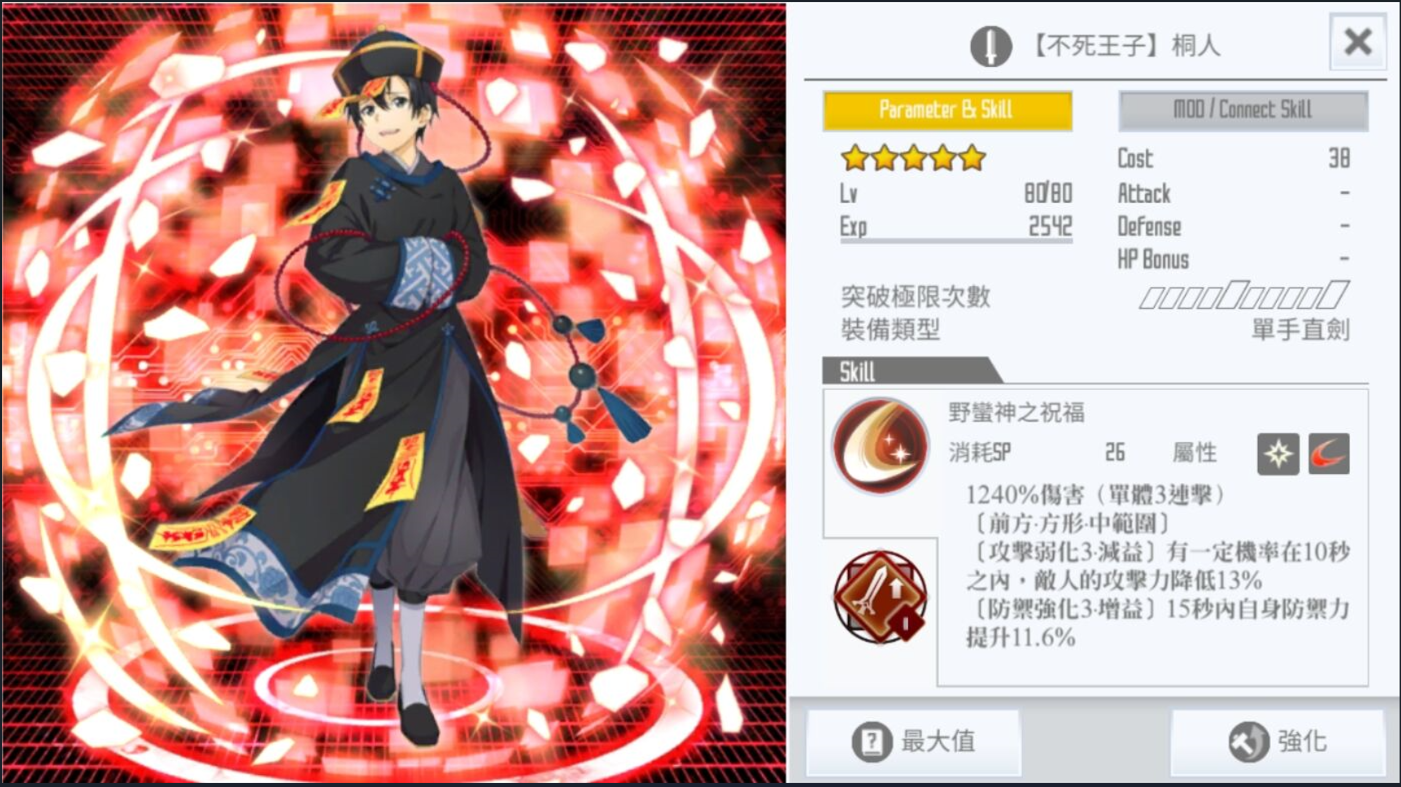 【不死王子】桐人
Parameter & Skill
MOD / Connect Skill
Cost 38
Lv 80/80
Attack -
Exp 2542
Defense -
HP Bonus -
突破極限次數
裝備類型 單手直劍
Skill
野蠻神之祝福
消耗SP 26 屬性
1240%傷害（單體3連擊）
〔前方·方形·中範圍〕
〔攻擊弱化3·減益〕有一定機率在10秒
之內，敵人的攻擊力降低13%
〔防禦強化3·增益〕15秒內自身防禦力
提升11.6%
最大值
強化